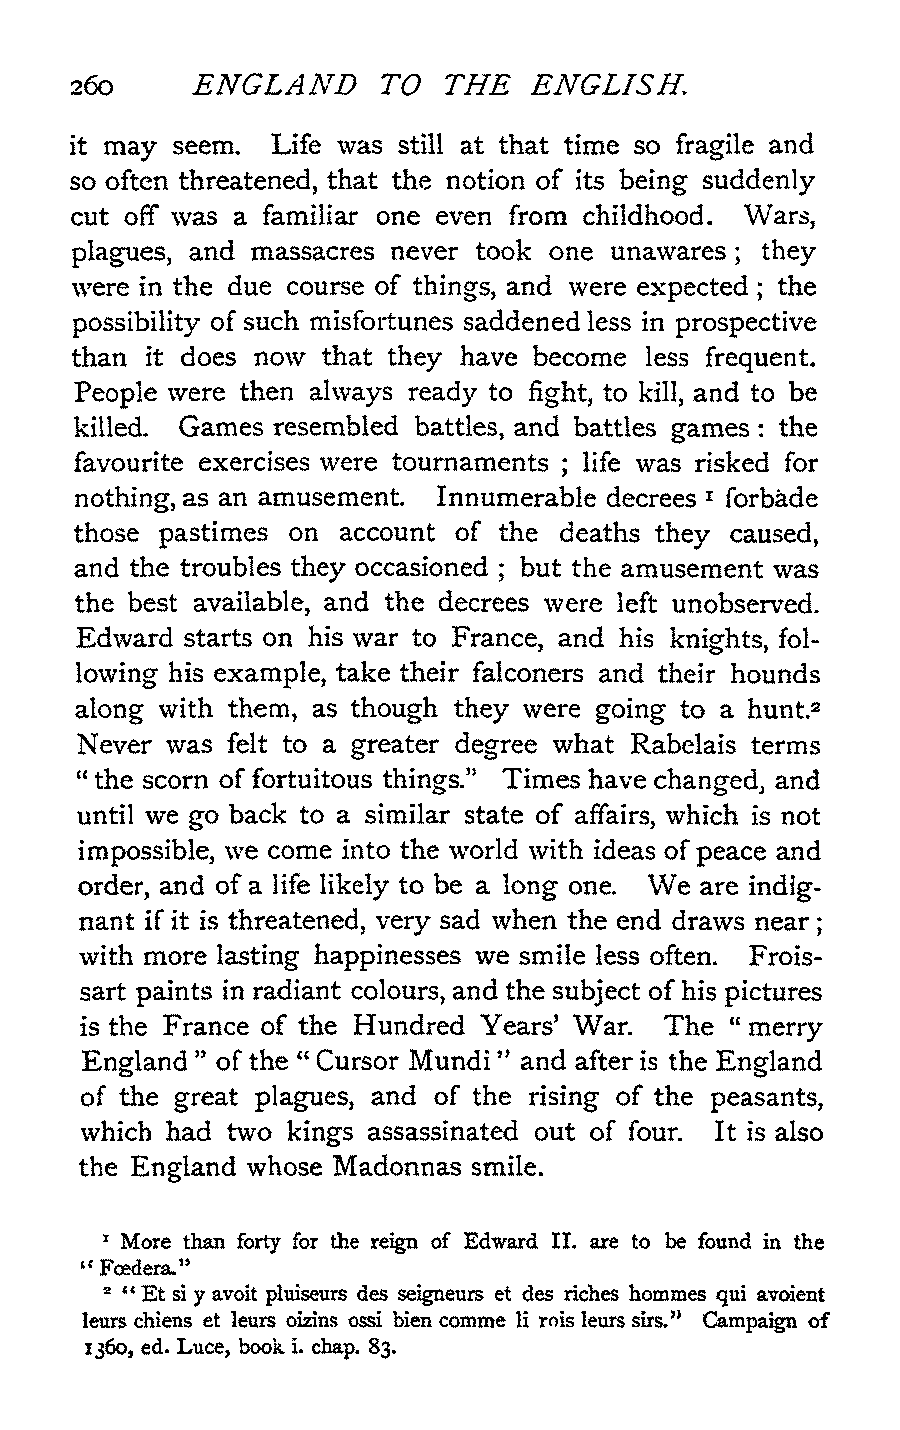 260 ENGLAND TO THE ENGLISH.
it may seem. Life was still at that time so fragile and
so often threatened, that the notion of its being suddenly
cut off was a familiar one even from childhood. Wars,
plagues, and massacres never took one unawares ; they
were in the due course of things, and were expected ; the
possibility of such misfortunes saddened less in prospective
than it does now that they have become less frequent.
People were then always ready to fight, to kill, and to be
killed. Games resembled battles, and battles games : the
favourite exercises were tournaments ; life was risked for
nothing, as an amusement. Innumerable decrees ¹ forbade
those pastimes on account of the deaths they caused,
and the troubles they occasioned ; but the amusement was
the best available, and the decrees were left unobserved.
Edward starts on his war to France, and his knights, fol-
lowing his example, take their falconers and their hounds
along with them, as though they were going to a hunt.²
Never was felt to a greater degree what Rabelais terms
“ the scorn of fortuitous things.” Times have changed, and
until we go back to a similar state of affairs, which is not
impossible, we come into the world with ideas of peace and
order, and of a life likely to be a long one. We are indig-
nant if it is threatened, very sad when the end draws near ;
with more lasting happinesses we smile less often. Frois-
sart paints in radiant colours, and the subject of his pictures
is the France of the Hundred Years’ War. The “ merry
England ” of the “ Cursor Mundi ” and after is the England
of the great plagues, and of the rising of the peasants,
which had two kings assassinated out of four. It is also
the England whose Madonnas smile.
¹ More than forty for the reign of Edward II. are to be found in the
“ Fœdera.”
² “ Et si y avoit pluiseurs des seigneurs et des riches hommes qui avoient
leurs chiens et leurs oizins ossi bien comme li rois leurs sirs.” Campaign of
1360, ed. Luce, book i. chap. 83.